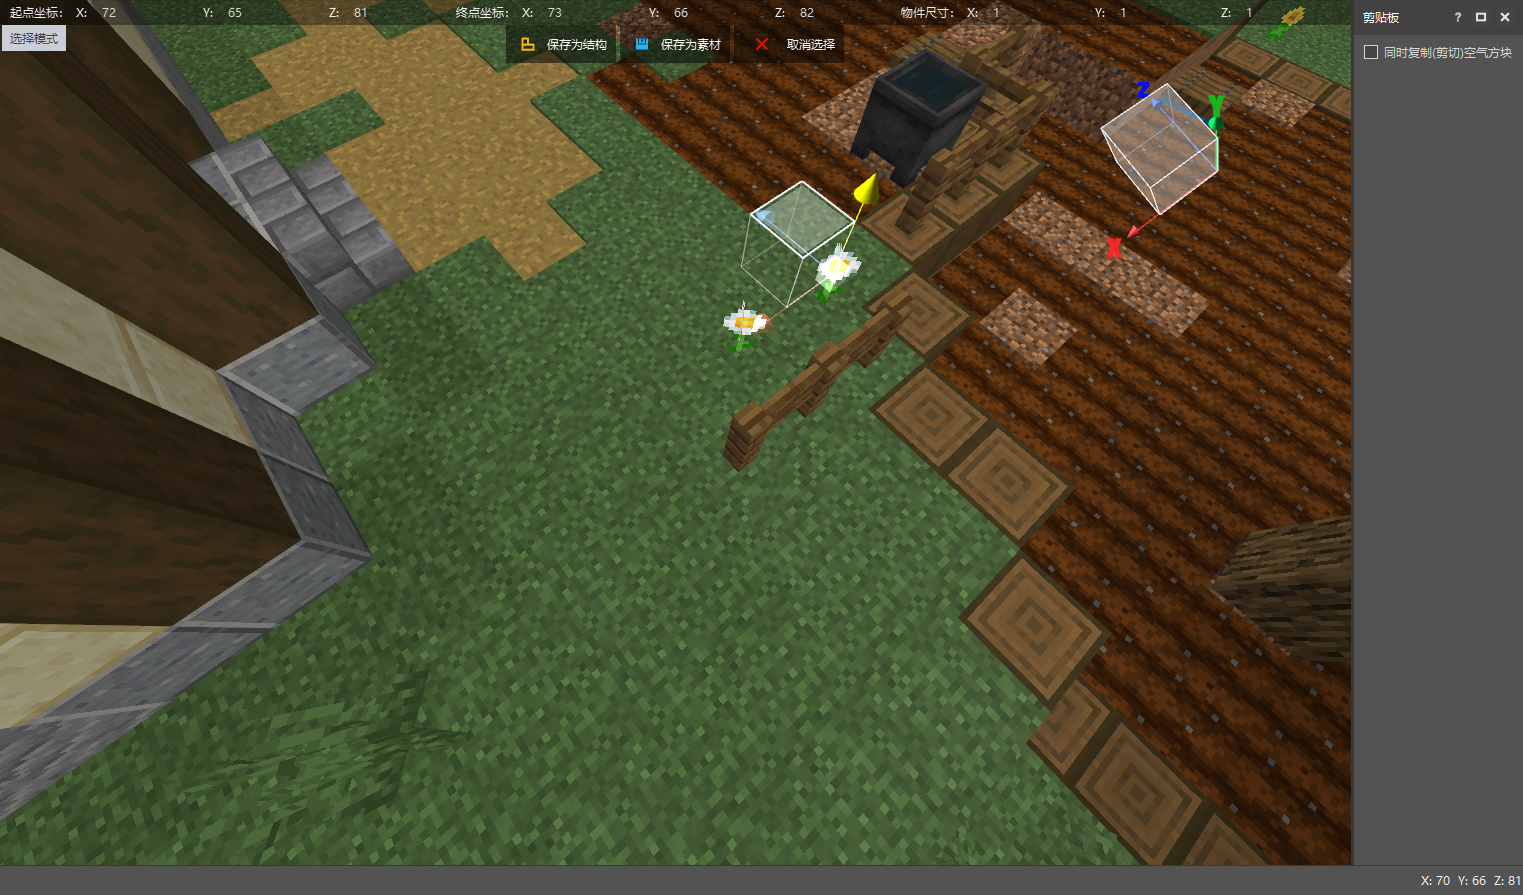 起点坐标: X: 72 Y: 65 Z: 81 终点坐标: X: 73 Y: 66 Z: 82 物件尺寸: X: 1 Y: 1 Z: 1
选择模式
保存为结构 保存为素材 取消选择
剪贴板 ?
同时复制(剪切)空气方块
Z
Y
X
X: 70 Y: 66 Z: 81